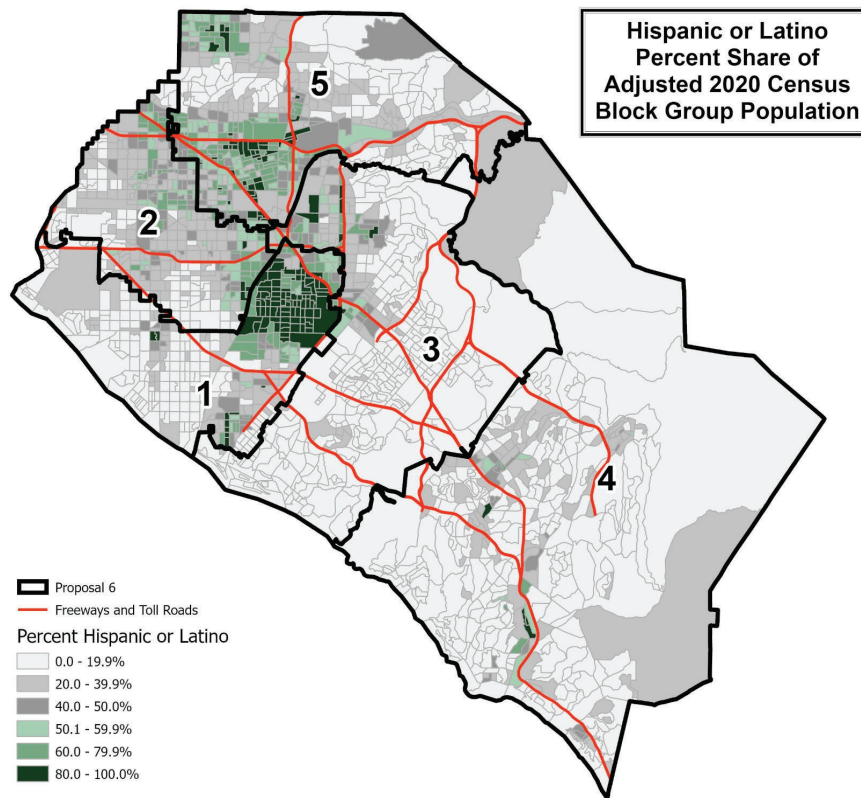 Hispanic or Latino
Percent Share of
Adjusted 2020 Census
Block Group Population
5
2
3
1
4
Proposal 6
Freeways and Toll Roads
Percent Hispanic or Latino
0.0 - 19.9%
20.0 - 39.9%
40.0 - 50.0%
50.1 - 59.9%
60.0 - 79.9%
80.0 - 100.0%